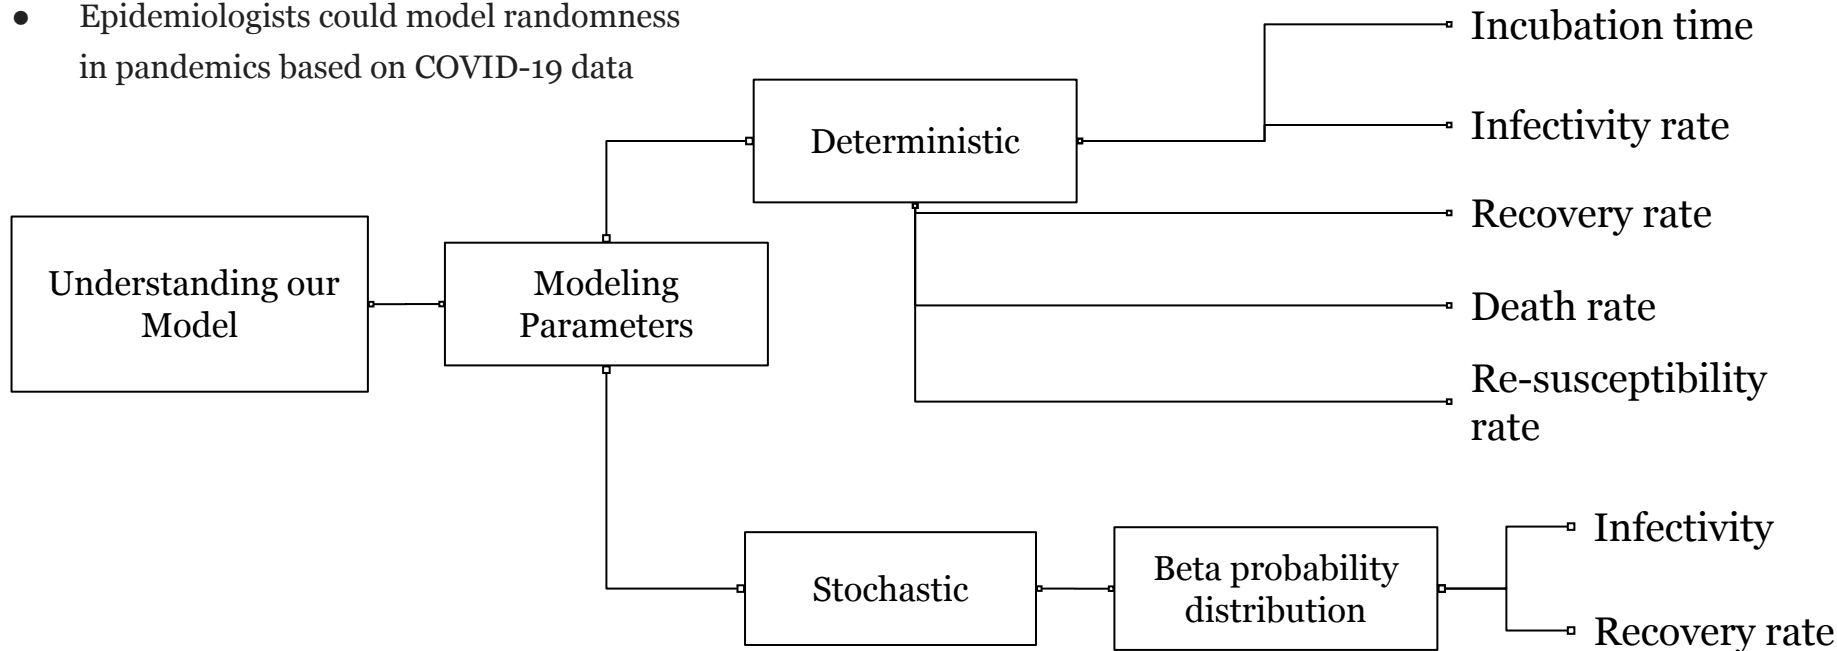 ● Epidemiologists could model randomness
in pandemics based on COVID-19 data
Incubation time
Infectivity rate
Deterministic
Recovery rate
Understanding our
Model
Modeling
Parameters
Death rate
Re-susceptibility
rate
Infectivity
Stochastic
Beta probability
distribution
Recovery rate